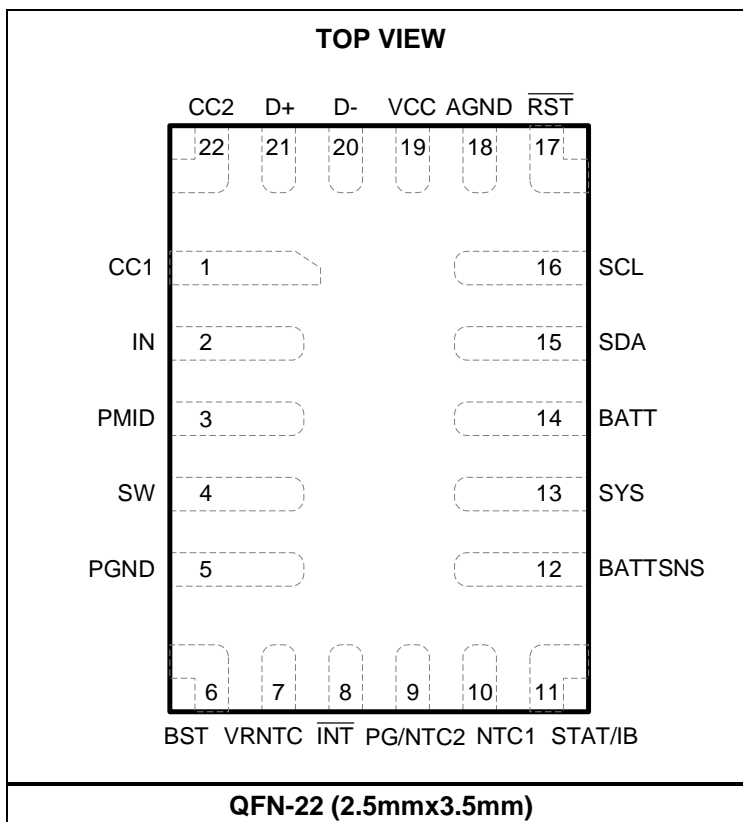 TOP VIEW
CC2 D+ D- VCC AGND RST
22 21 20 19 18 17
CC1 1 16 SCL
IN 2 15 SDA
PMID 3 14 BATT
SW 4 13 SYS
PGND 5 12 BATTSNS
6 7 8 9 10 11
BST VRNTC INT PG/NTC2 NTC1 STAT/IB
QFN-22 (2.5mmx3.5mm)